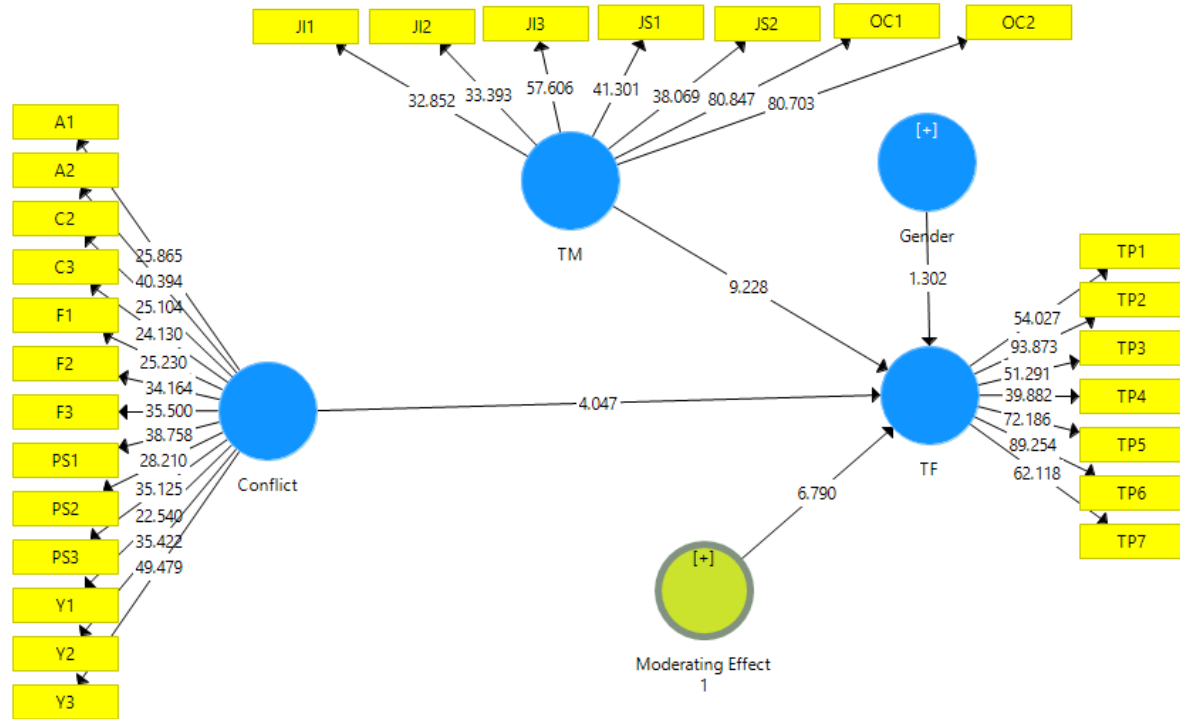 JI1
JI2
JI3
JS1
JS2
OC1
OC2
32.852
33.393
57.606
41.301
38.069
80.847
80.703
A1
A2
C2
C3
F1
F2
F3
PS1
PS2
PS3
Y1
Y2
Y3
25.865
40.394
25.104
24.130
25.230
34.164
35.500
38.758
28.210
35.125
22.540
35.422
49.479
Conflict
TM
9.228
4.047
[+]
Gender
1.302
TF
[+]
Moderating Effect
1
6.790
54.027
93.873
51.291
39.882
72.186
89.254
62.118
TP1
TP2
TP3
TP4
TP5
TP6
TP7